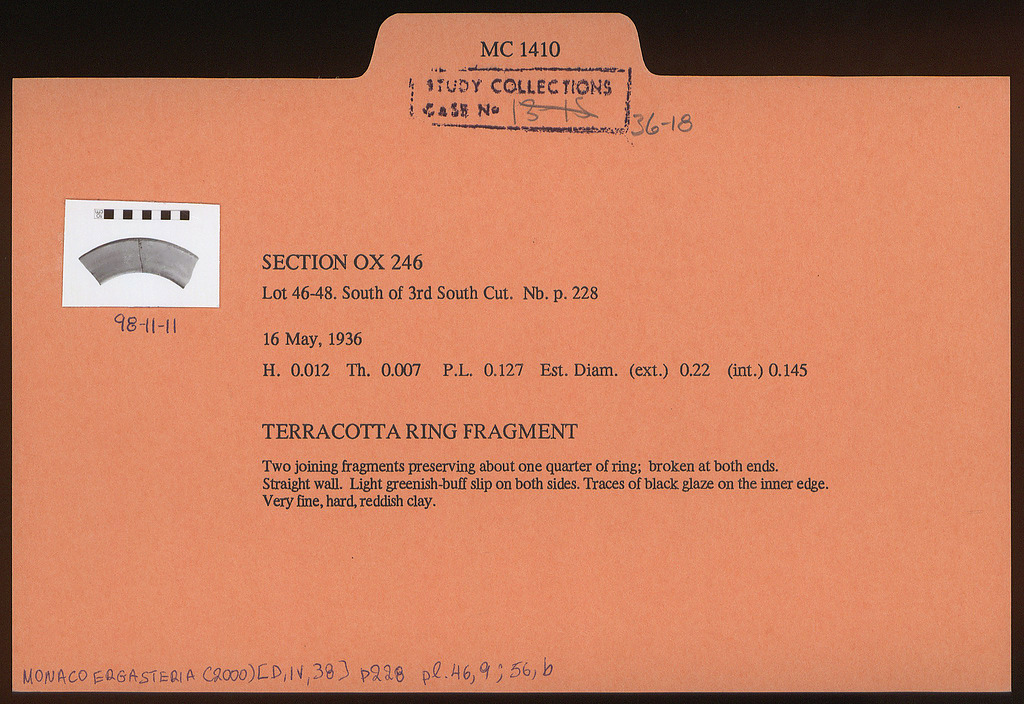 MC 1410
STUDY COLLECTIONS
CASE No 13-15
36-18
98-11-11
SECTION OX 246
Lot 46-48. South of 3rd South Cut. Nb. p. 228
16 May, 1936
H. 0.012 Th. 0.007 P.L. 0.127 Est. Diam. (ext.) 0.22 (int.) 0.145
TERRACOTTA RING FRAGMENT
Two joining fragments preserving about one quarter of ring; broken at both ends.
Straight wall. Light greenish-buff slip on both sides. Traces of black glaze on the inner edge.
Very fine, hard, reddish clay.
MONACO ERGASTERIA (2000) [D,IV,38] p228 pl.46,9; 56,b